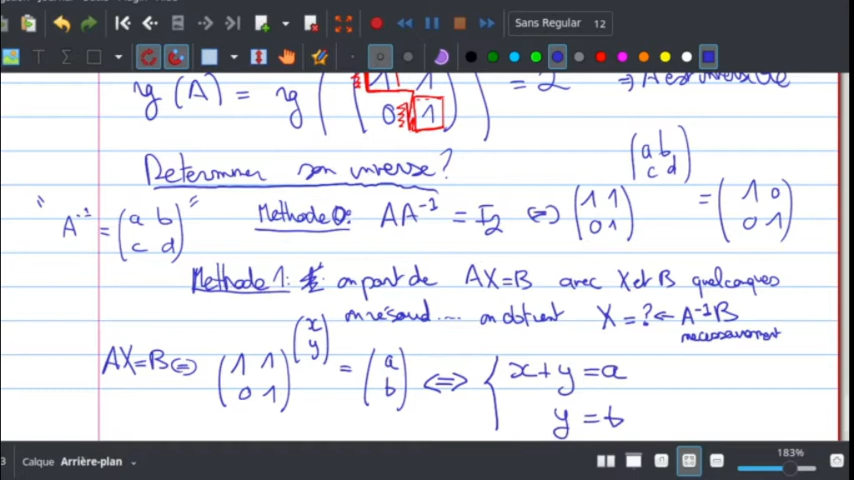 Sans Regular 12
rg (A) = rg ( ( 1 1 = 2 ⇒ A est inversible
0 1 ) )
Determiner son inverse?
" A⁻¹ = ( a b "
c d )
Methode 0: AA⁻¹ = I₂ ⇔ ( 1 1 ( a b = ( 1 0
0 1 ) c d ) 0 1 )
Methode 1: on part de AX=B avec X et B quelconques
on résoud.... on obtient X = ? ← A⁻¹B
necessairement
AX=B ⇔ ( 1 1 ( x = ( a ⇔ { x + y = a
0 1 ) y ) b ) y = b
3 Calque Arrière-plan 183%